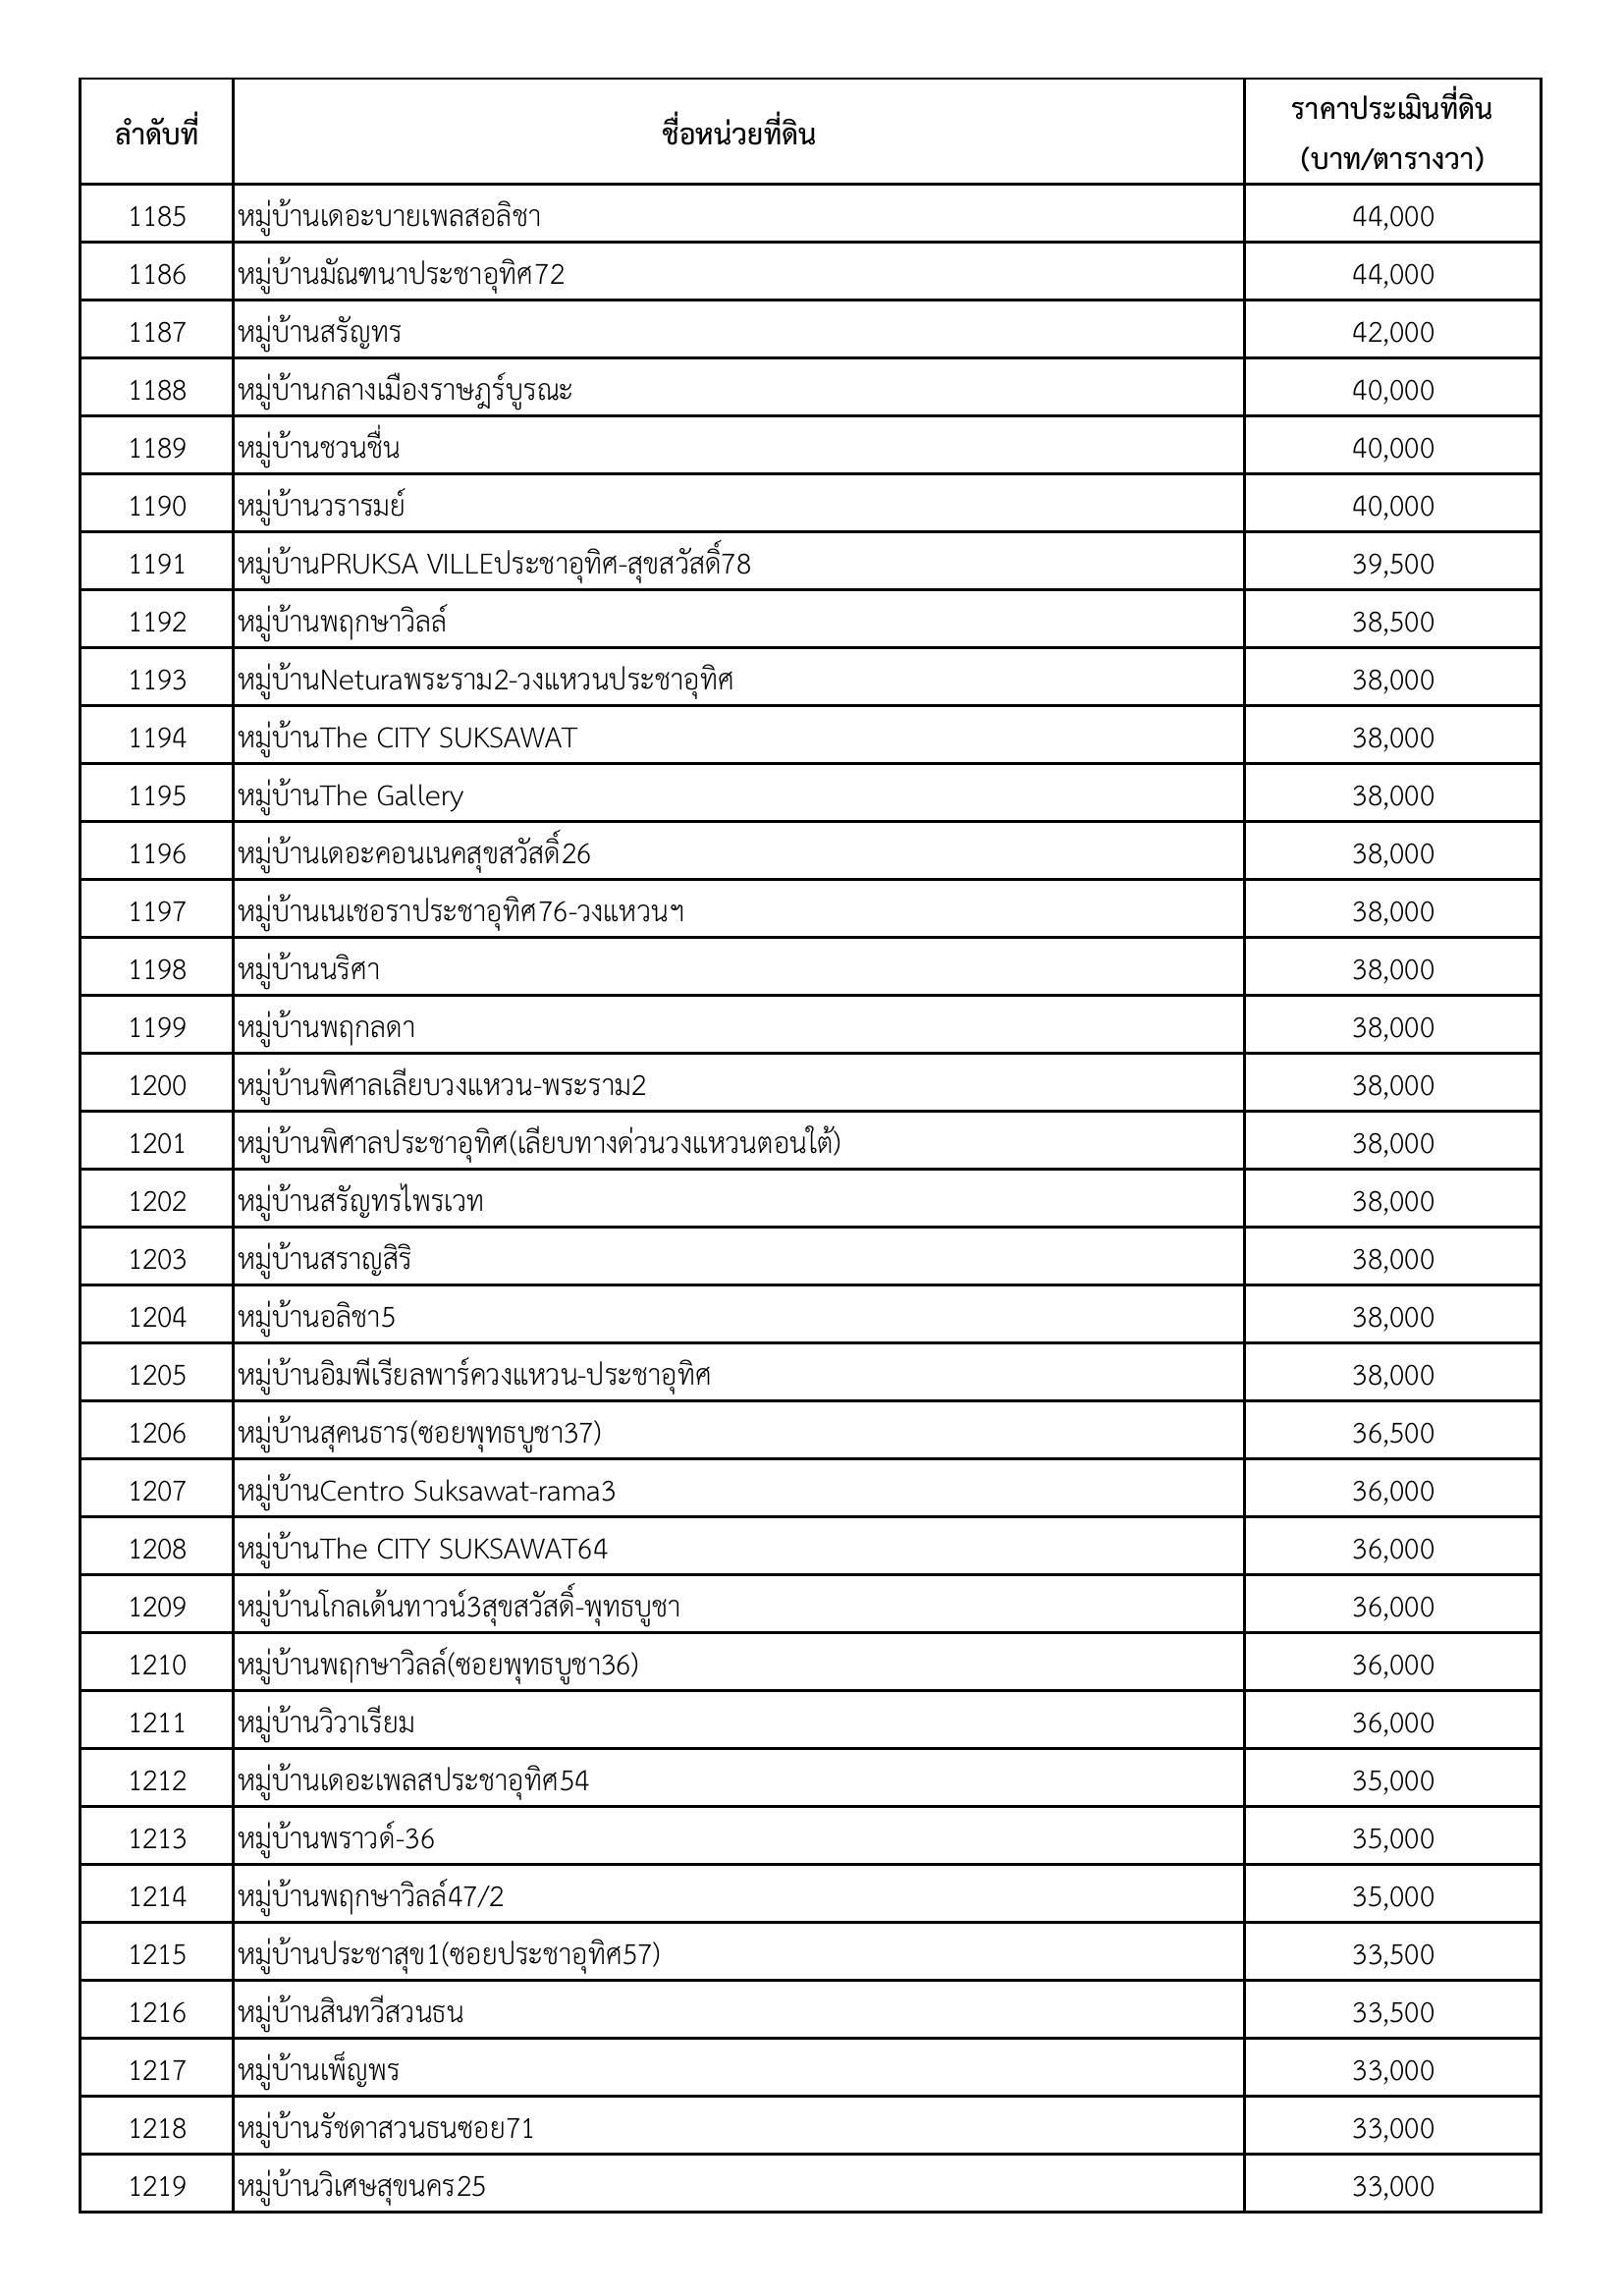 ลำดับที่ ชื่อหน่วยที่ดิน ราคาประเมินที่ดิน
(บาท/ตารางวา)
1185 หมู่บ้านเดอะบายเพลสอลิชา 44,000
1186 หมู่บ้านมัณฑนาประชาอุทิศ72 44,000
1187 หมู่บ้านสรัญทร 42,000
1188 หมู่บ้านกลางเมืองราษฎร์บูรณะ 40,000
1189 หมู่บ้านชวนชื่น 40,000
1190 หมู่บ้านวรารมย์ 40,000
1191 หมู่บ้านPRUKSA VILLEประชาอุทิศ-สุขสวัสดิ์78 39,500
1192 หมู่บ้านพฤกษาวิลล์ 38,500
1193 หมู่บ้านNeturaพระราม2-วงแหวนประชาอุทิศ 38,000
1194 หมู่บ้านThe CITY SUKSAWAT 38,000
1195 หมู่บ้านThe Gallery 38,000
1196 หมู่บ้านเดอะคอนเนคสุขสวัสดิ์26 38,000
1197 หมู่บ้านเนเชอราประชาอุทิศ76-วงแหวนฯ 38,000
1198 หมู่บ้านนริศา 38,000
1199 หมู่บ้านพฤกลดา 38,000
1200 หมู่บ้านพิศาลเลียบวงแหวน-พระราม2 38,000
1201 หมู่บ้านพิศาลประชาอุทิศ(เลียบทางด่วนวงแหวนตอนใต้) 38,000
1202 หมู่บ้านสรัญทรไพรเวท 38,000
1203 หมู่บ้านสราญสิริ 38,000
1204 หมู่บ้านอลิชา5 38,000
1205 หมู่บ้านอิมพีเรียลพาร์ควงแหวน-ประชาอุทิศ 38,000
1206 หมู่บ้านสุคนธาร(ซอยพุทธบูชา37) 36,500
1207 หมู่บ้านCentro Suksawat-rama3 36,000
1208 หมู่บ้านThe CITY SUKSAWAT64 36,000
1209 หมู่บ้านโกลเด้นทาวน์3สุขสวัสดิ์-พุทธบูชา 36,000
1210 หมู่บ้านพฤกษาวิลล์(ซอยพุทธบูชา36) 36,000
1211 หมู่บ้านวิวาเรียม 36,000
1212 หมู่บ้านเดอะเพลสประชาอุทิศ54 35,000
1213 หมู่บ้านพราวด์-36 35,000
1214 หมู่บ้านพฤกษาวิลล์47/2 35,000
1215 หมู่บ้านประชาสุข1(ซอยประชาอุทิศ57) 33,500
1216 หมู่บ้านสินทวีสวนธน 33,500
1217 หมู่บ้านเพ็ญพร 33,000
1218 หมู่บ้านรัชดาสวนธนซอย71 33,000
1219 หมู่บ้านวิเศษสุขนคร25 33,000